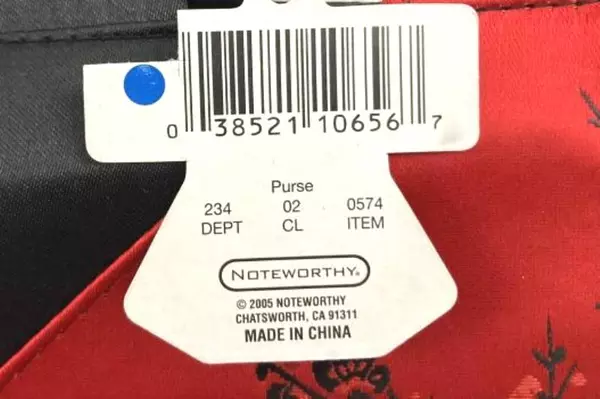 0 38521 10656 7
Purse
234 02 0574
DEPT CL ITEM
NOTEWORTHY®
© 2005 NOTEWORTHY
CHATSWORTH, CA 91311
MADE IN CHINA